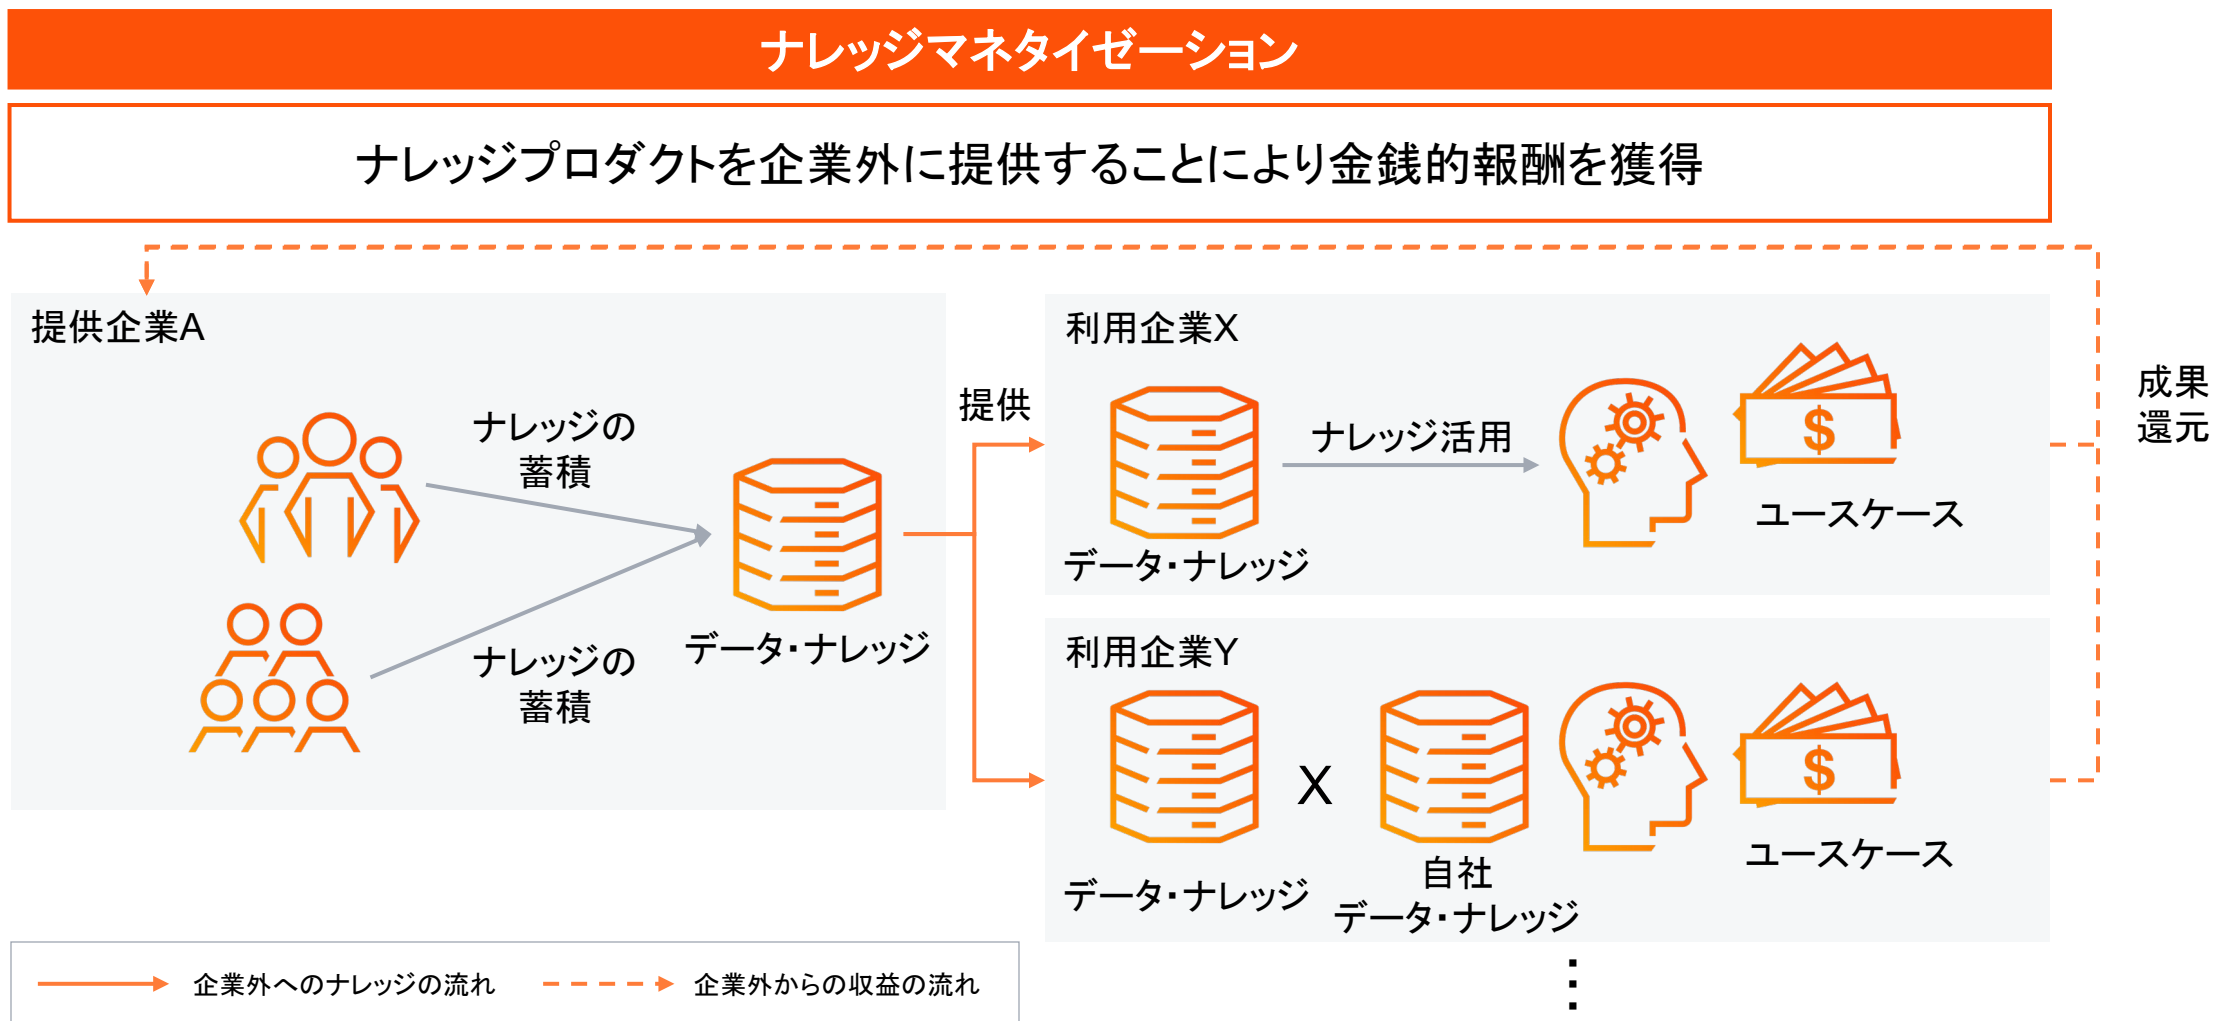 ナレッジマネタイゼーション
ナレッジプロダクトを企業外に提供することにより金銭的報酬を獲得
提供企業A
ナレッジの
蓄積
ナレッジの
蓄積
データ・ナレッジ
提供
利用企業X
データ・ナレッジ
ナレッジ活用
$
ユースケース
利用企業Y
データ・ナレッジ
X
自社
データ・ナレッジ
$
ユースケース
成果
還元
企業外へのナレッジの流れ
企業外からの収益の流れ